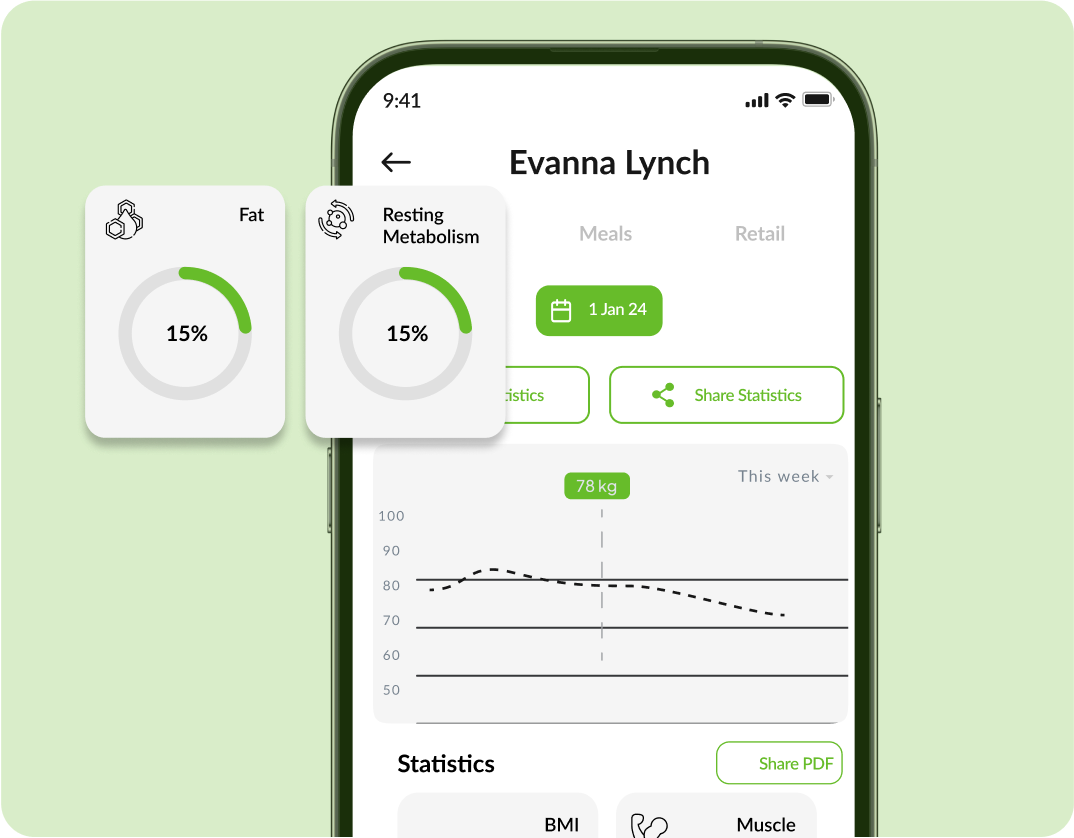 9:41
Evanna Lynch
Meals
Retail
Fat
15%
Resting
Metabolism
15%
1 Jan 24
tistics
Share Statistics
This week
78 kg
100
90
80
70
60
50
Statistics
Share PDF
BMI
Muscle